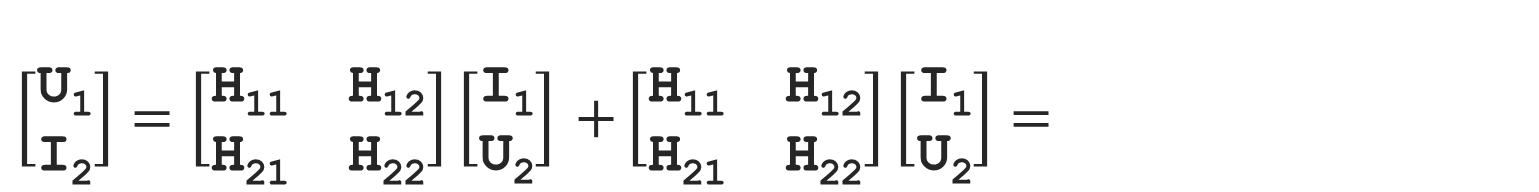 [U₁ I₂] = [H₁₁ H₁₂ H₂₁ H₂₂] [I₁ U₂] + [H₁₁ H₁₂ H₂₁ H₂₂] [I₁ U₂] =